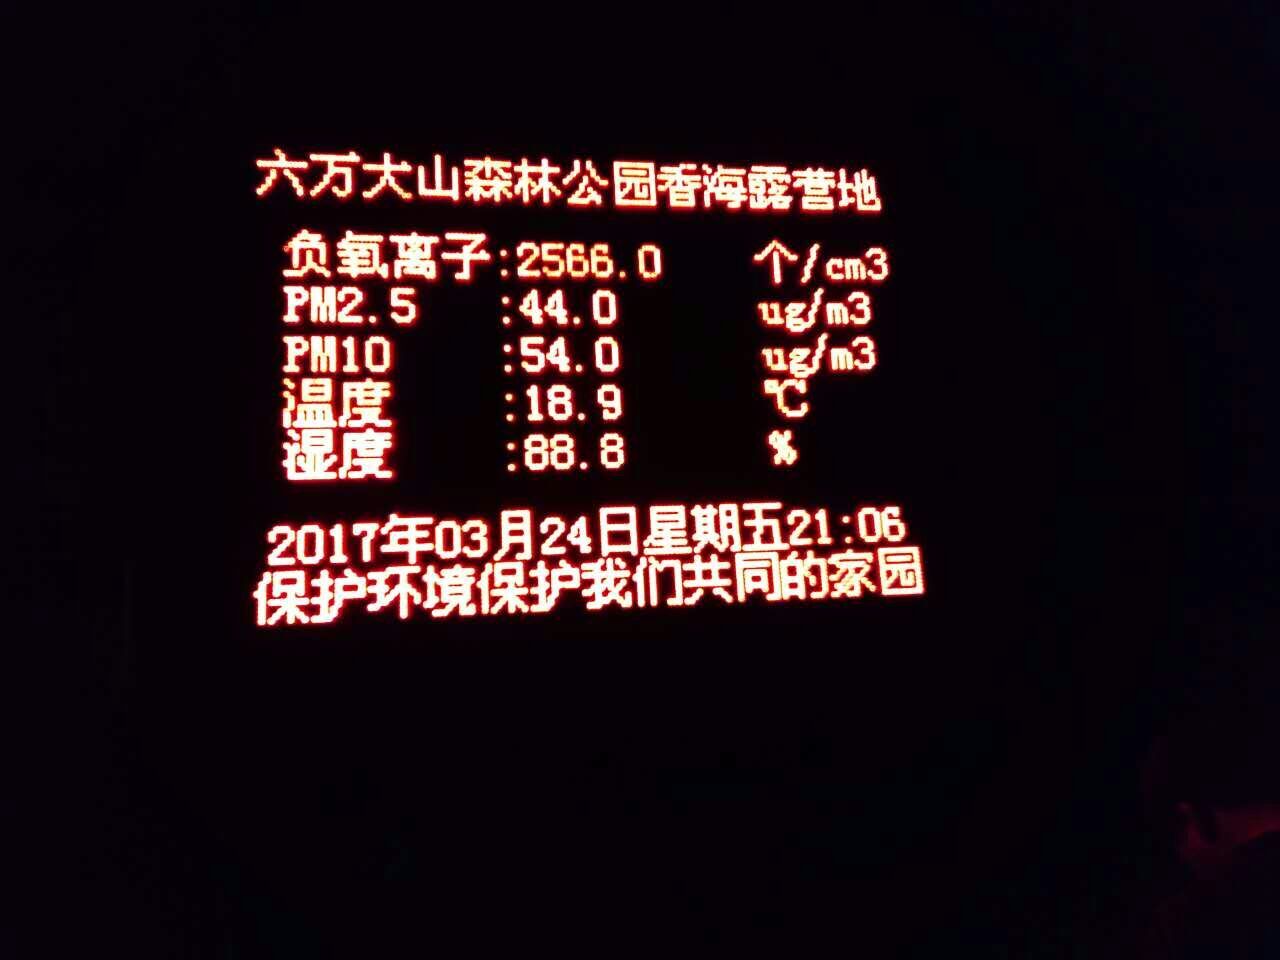 六万大山森林公园香海露营地
负氧离子:2566.0 个/cm3
PM2.5 :44.0 ug/m3
PM10 :54.0 ug/m3
温度 :18.9 ℃
湿度 :88.8 %
2017年03月24日星期五21:06
保护环境保护我们共同的家园